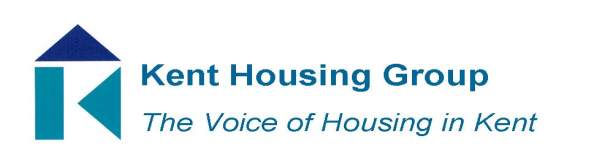 Kent Housing Group
The Voice of Housing in Kent